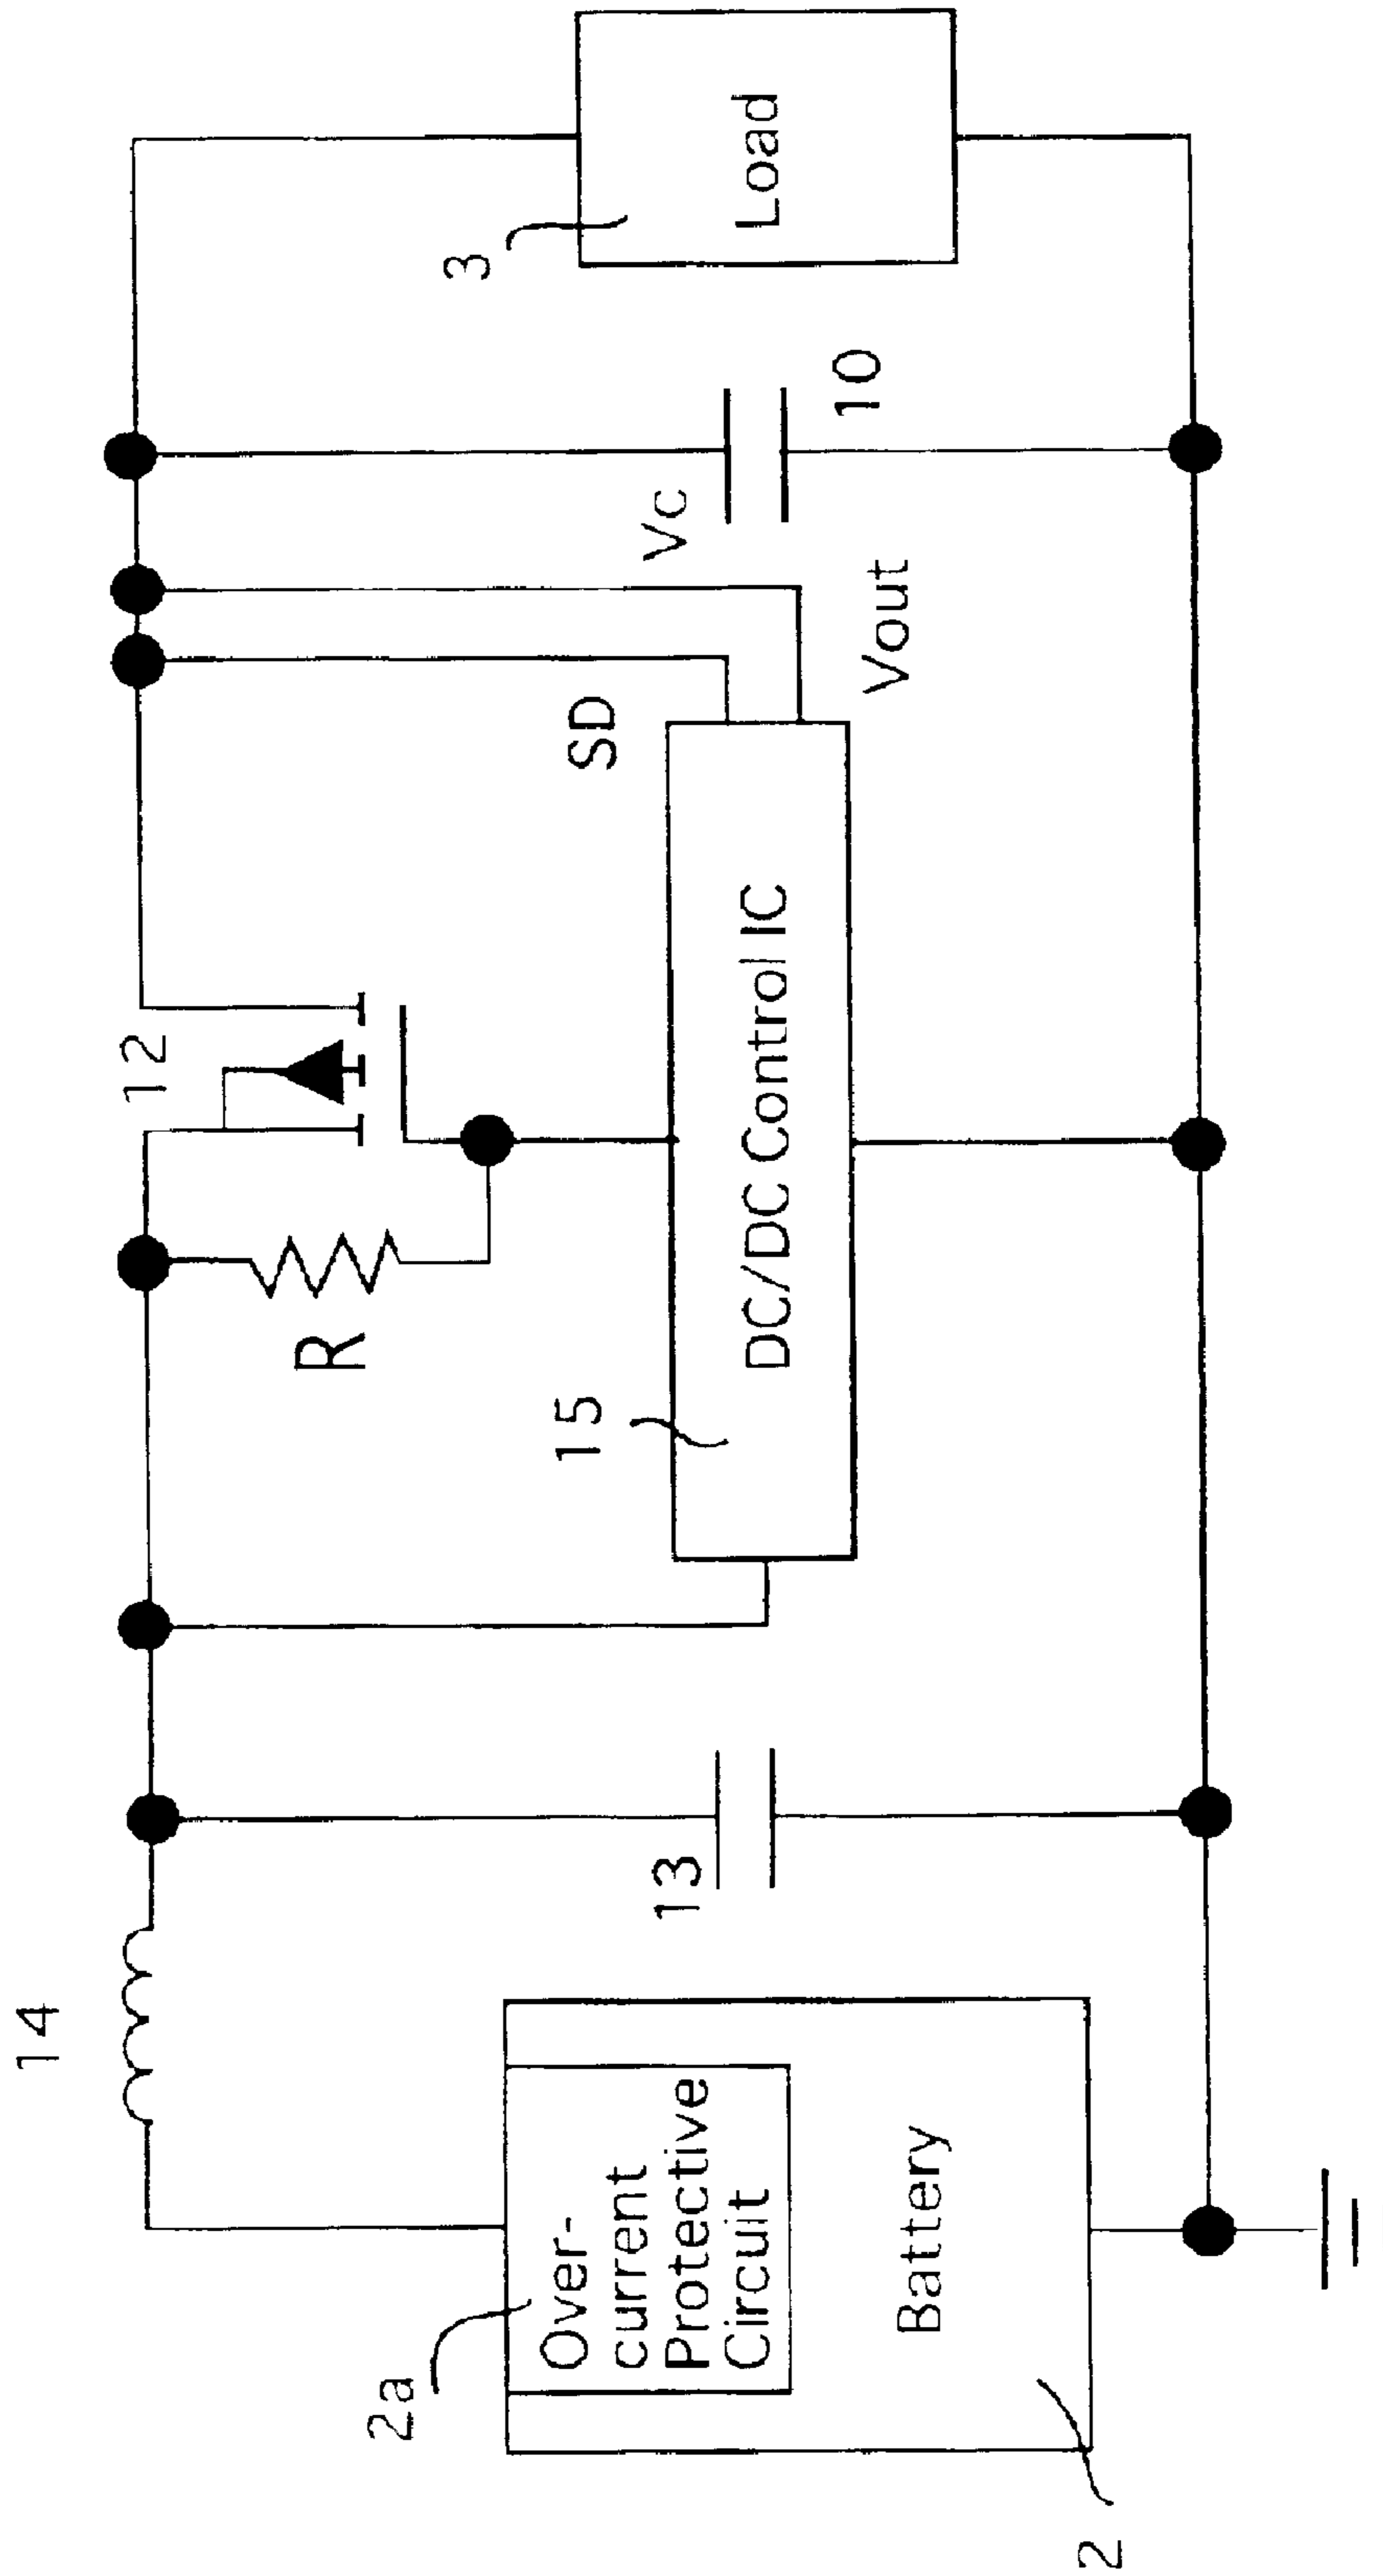 14
12
3
2a
Over-
current
Protective
Circuit
Battery
2
13
R
15
DC/DC Control IC
SD
Vout
Vc
10
Load